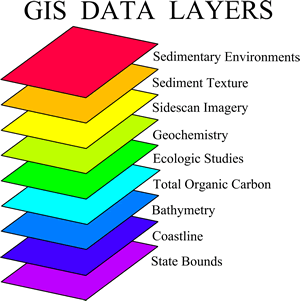 GIS DATA LAYERS
Sedimentary Environments
Sediment Texture
Sidescan Imagery
Geochemistry
Ecologic Studies
Total Organic Carbon
Bathymetry
Coastline
State Bounds